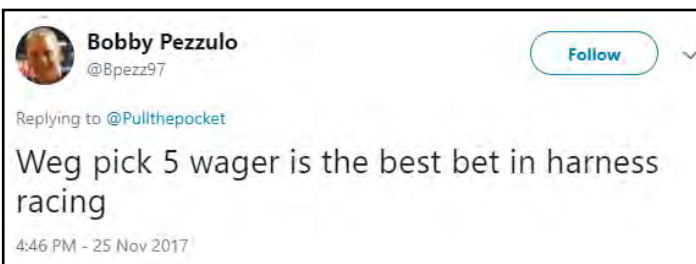 Bobby Pezzulo
@Bpezz97
Follow
Replying to @Pullthepocket
Weg pick 5 wager is the best bet in harness
racing
4:46 PM - 25 Nov 2017